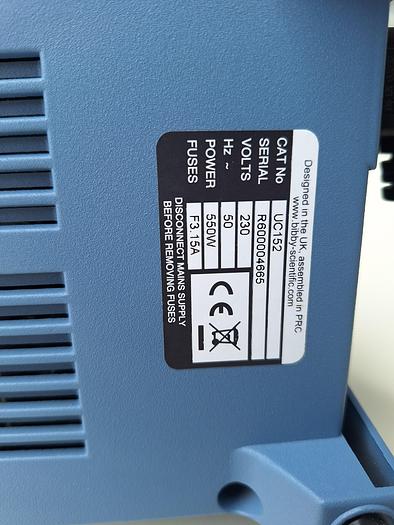 Designed in the UK, assembled in PRC
www.bibby-scientific.com
CAT No UC152
SERIAL R600004665
VOLTS 230
Hz ~ 50
POWER 550W
FUSES F3.15A
DISCONNECT MAINS SUPPLY
BEFORE REMOVING FUSES
CE